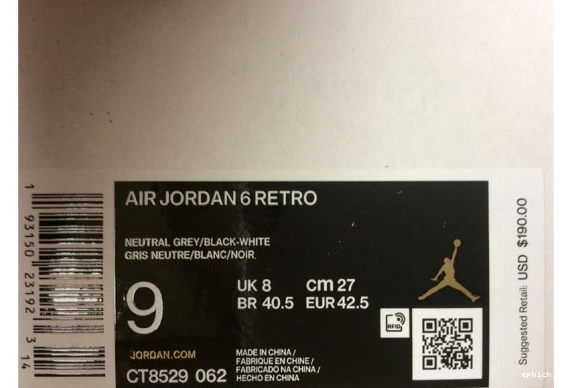 AIR JORDAN 6 RETRO
NEUTRAL GREY/BLACK-WHITE
GRIS NEUTRE/BLANC/NOIR
9
UK 8 cm 27
BR 40.5 EUR 42.5
RFID
JORDAN.COM
CT8529 062
MADE IN CHINA /
FABRIQUE EN CHINE /
FABRICADO NA CHINA /
HECHO EN CHINA
1 93150 23192 3 14
Suggested Retail: USD $190.00